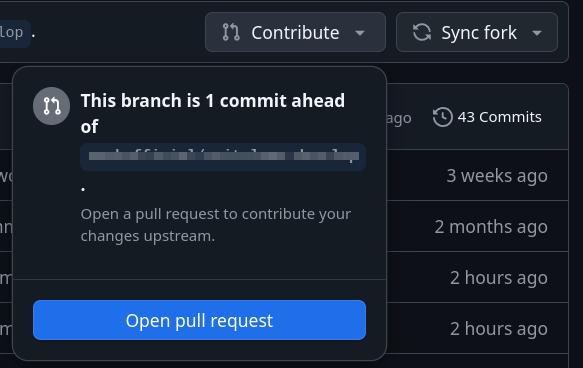 lop .
Contribute
Sync fork
This branch is 1 commit ahead
of
.
Open a pull request to contribute your
changes upstream.
Open pull request
ago
43 Commits
3 weeks ago
2 months ago
2 hours ago
2 hours ago